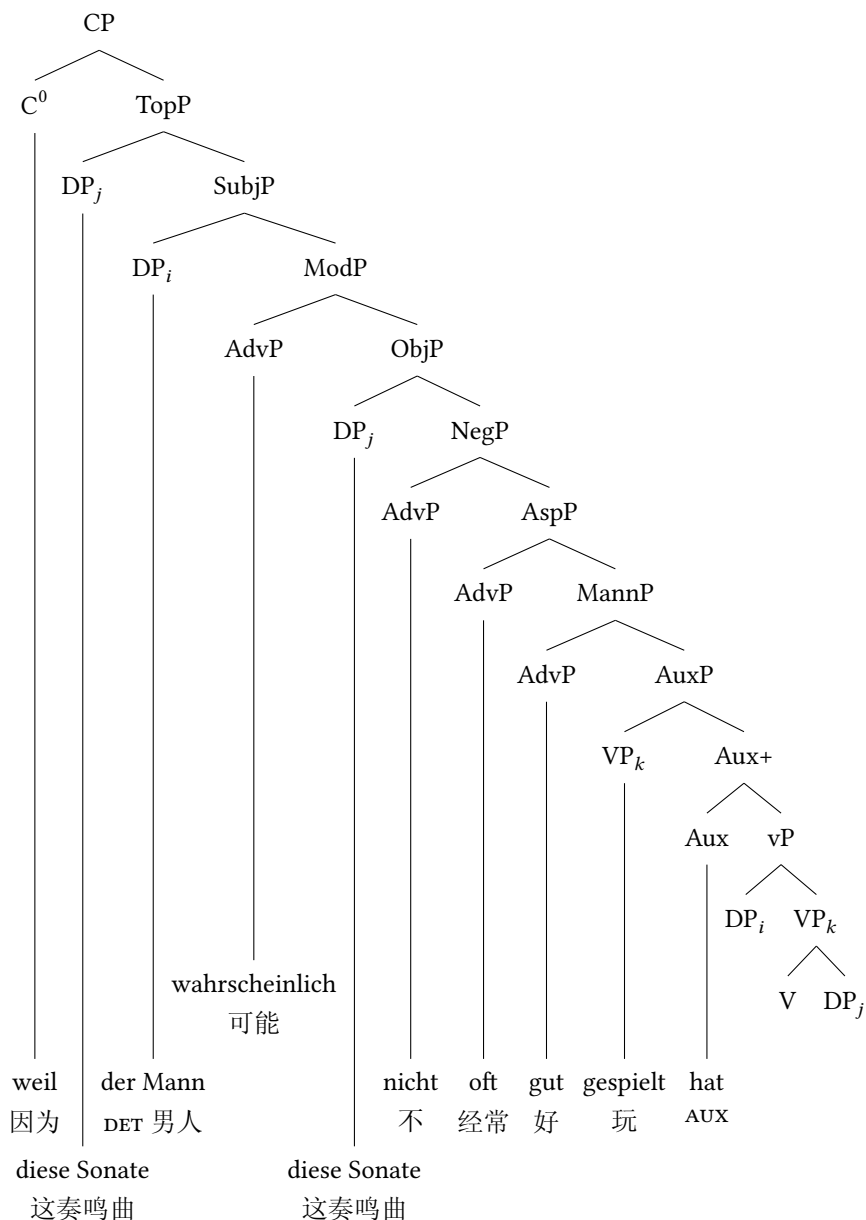 CP
C⁰ TopP
DPⱼ SubjP
DPᵢ ModP
AdvP ObjP
DPⱼ NegP
AdvP AspP
AdvP MannP
AdvP AuxP
VPₖ Aux+
Aux vP
DPᵢ VPₖ
V DPⱼ
wahrscheinlich
可能
weil der Mann nicht oft gut gespielt hat
因为 DET 男人 不 经常 好 玩 AUX
diese Sonate diese Sonate
这奏鸣曲 这奏鸣曲